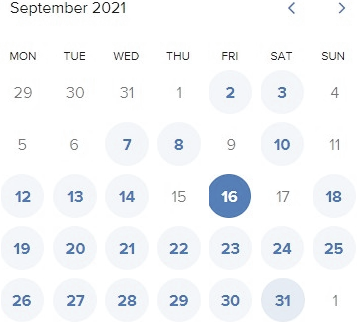 September 2021
MON TUE WED THU FRI SAT SUN
29 30 31 1 2 3 4
5 6 7 8 9 10 11
12 13 14 15 16 17 18
19 20 21 22 23 24 25
26 27 28 29 30 31 1